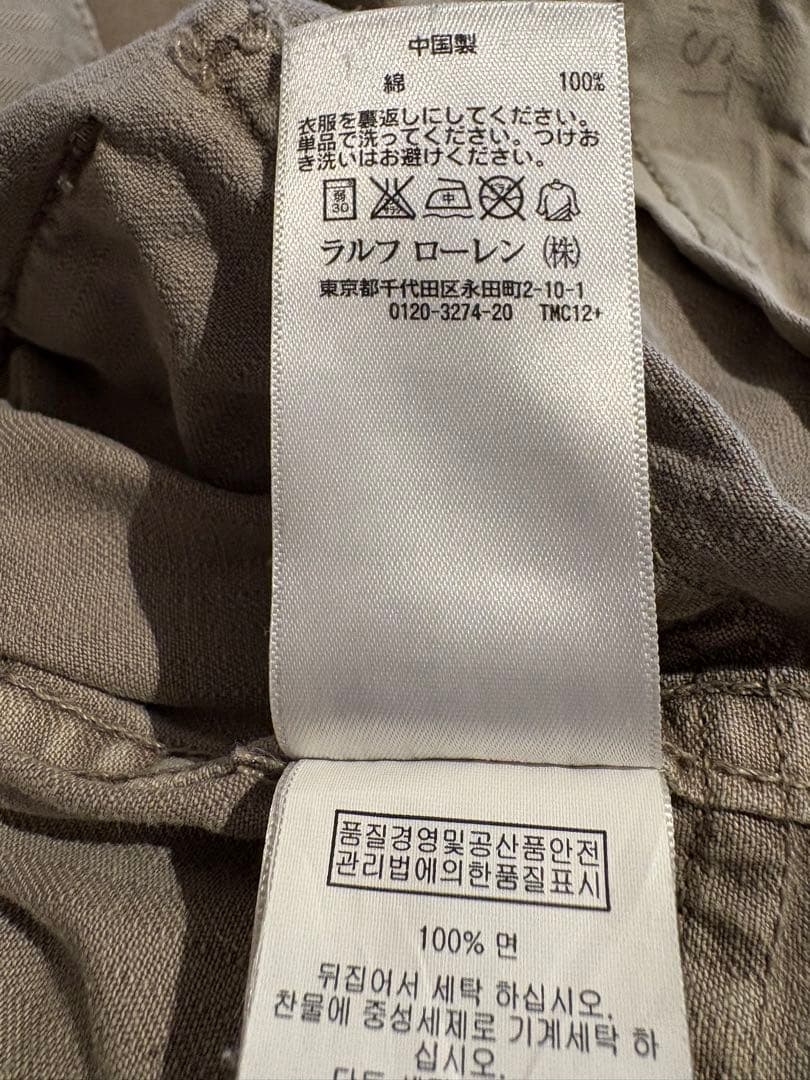 中国製
綿 100%
衣服を裏返しにしてください。
単品で洗ってください。つけお
き洗いはお避けください。
弱 30 中
ラルフ ローレン (株)
東京都千代田区永田町2-10-1
0120-3274-20 TMC12+
품질경영및공산품안전
관리법에의한품질표시
100% 면
뒤집어서 세탁 하십시오.
찬물에 중성세제로 기계세탁 하
십시오.